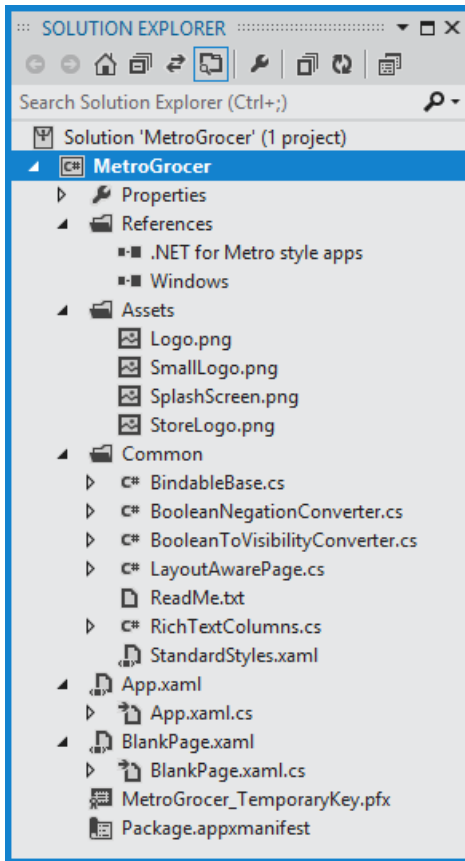 SOLUTION EXPLORER
Search Solution Explorer (Ctrl+;)
Solution 'MetroGrocer' (1 project)
C# MetroGrocer
Properties
References
.NET for Metro style apps
Windows
Assets
Logo.png
SmallLogo.png
SplashScreen.png
StoreLogo.png
Common
C# BindableBase.cs
C# BooleanNegationConverter.cs
C# BooleanToVisibilityConverter.cs
C# LayoutAwarePage.cs
ReadMe.txt
C# RichTextColumns.cs
StandardStyles.xaml
App.xaml
App.xaml.cs
BlankPage.xaml
BlankPage.xaml.cs
MetroGrocer_TemporaryKey.pfx
Package.appxmanifest